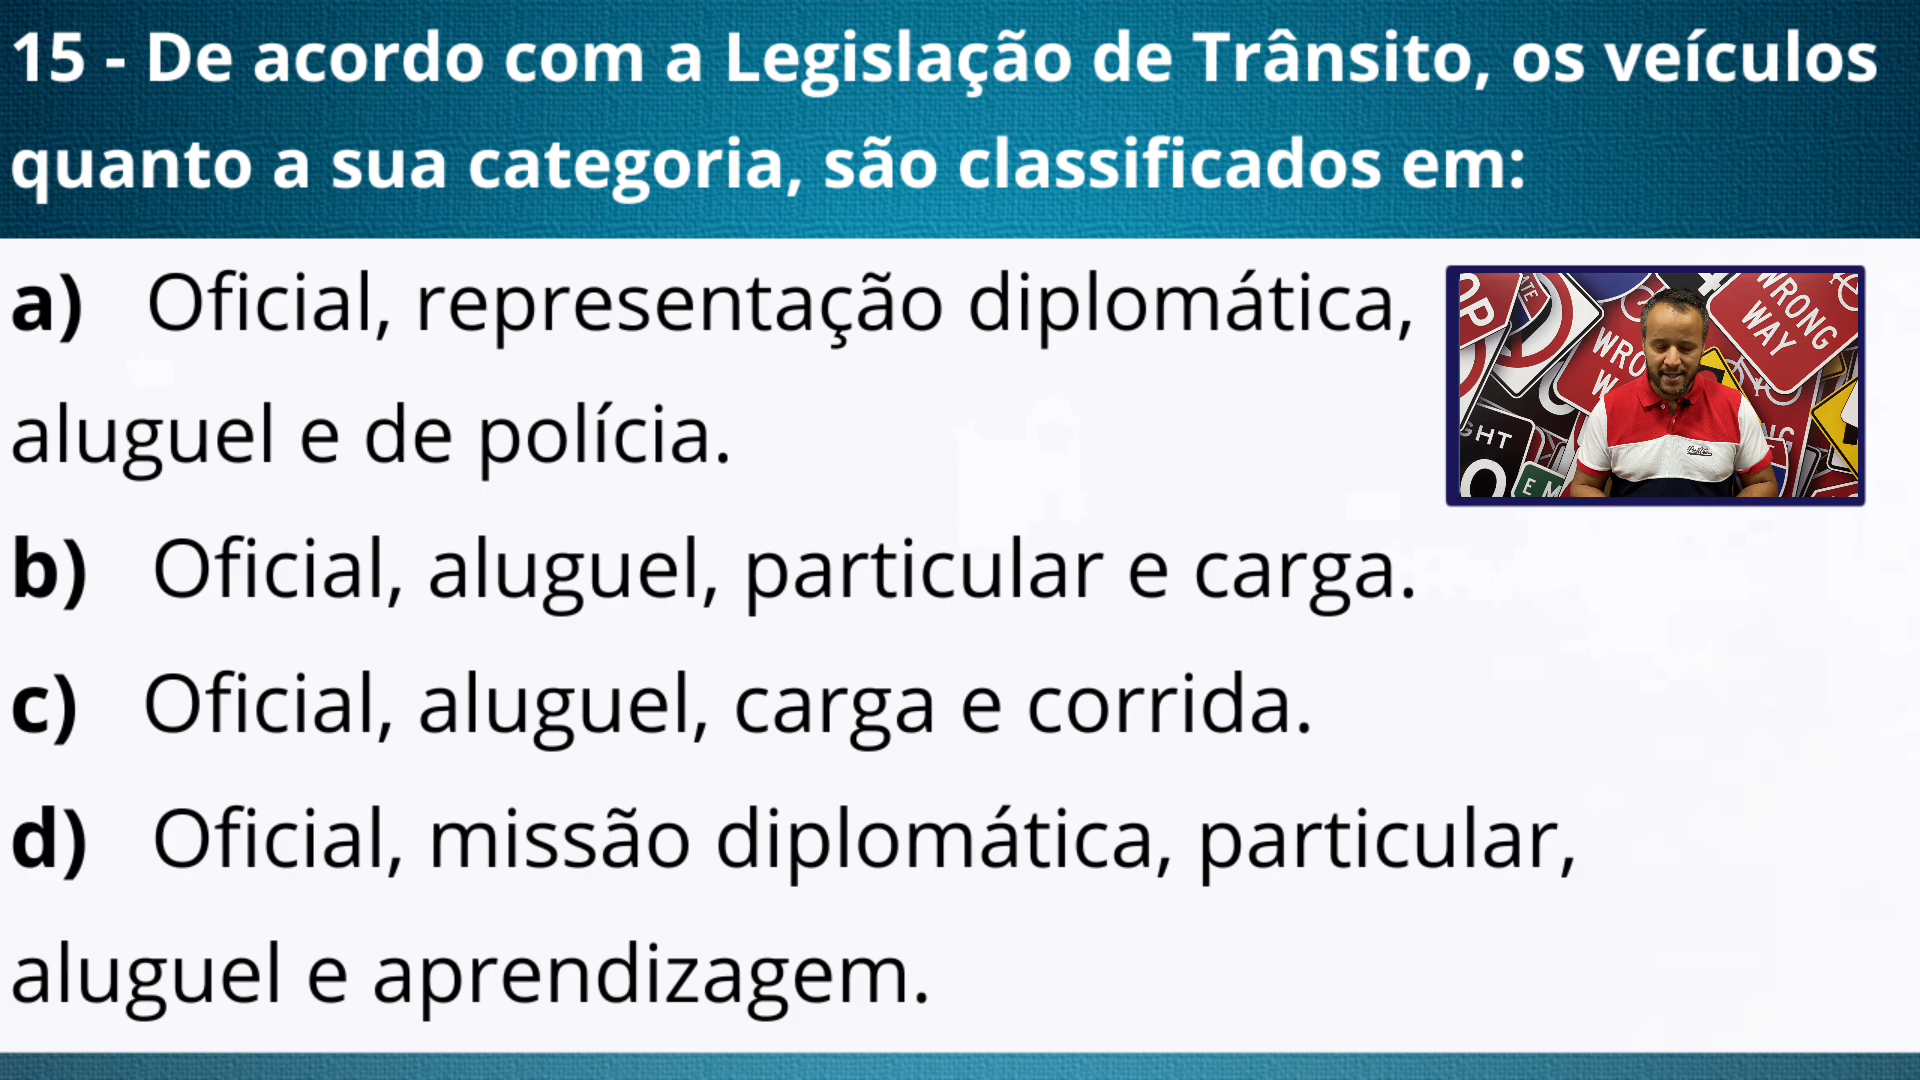 15 - De acordo com a Legislação de Trânsito, os veículos
quanto a sua categoria, são classificados em:
a) Oficial, representação diplomática,
aluguel e de polícia.
b) Oficial, aluguel, particular e carga.
c) Oficial, aluguel, carga e corrida.
d) Oficial, missão diplomática, particular,
aluguel e aprendizagem.
WRONG
WAY